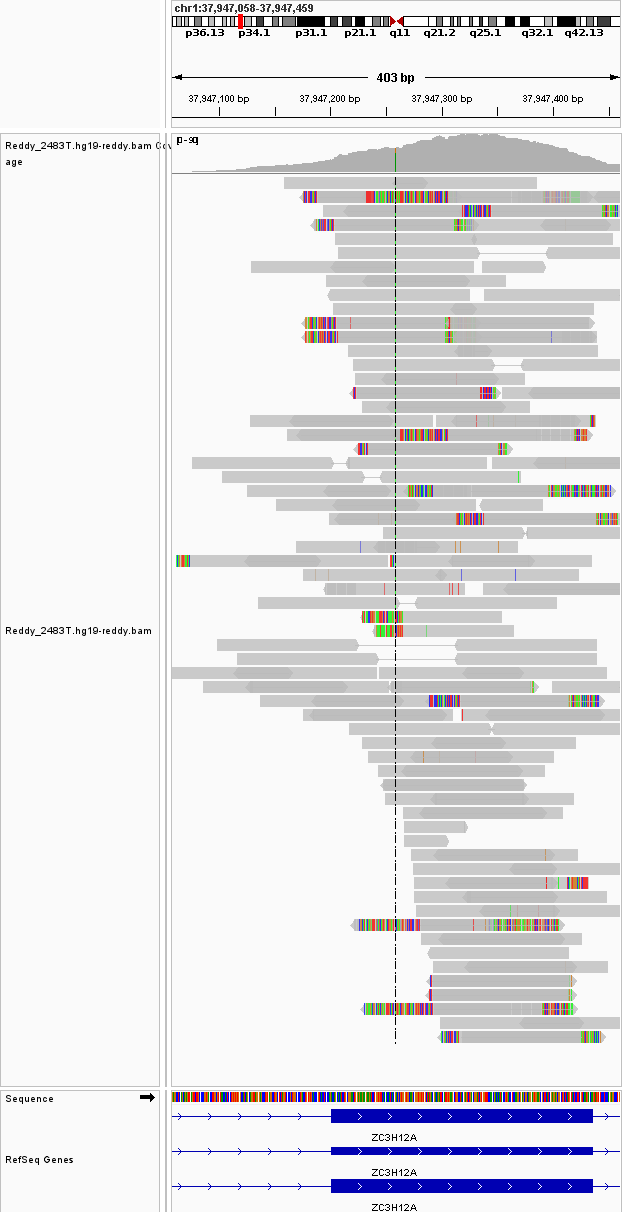 chr1:37,947,058-37,947,459
p36.13 p34.1 p31.1 p21.1 q11 q21.2 q25.1 q32.1 q42.13
403 bp
37,947,100 bp 37,947,200 bp 37,947,300 bp 37,947,400 bp
Reddy_2483T.hg19-reddy.bam Cov
age
Reddy_2483T.hg19-reddy.bam
Sequence
ZC3H12A
RefSeq Genes
ZC3H12A
ZC3H12A